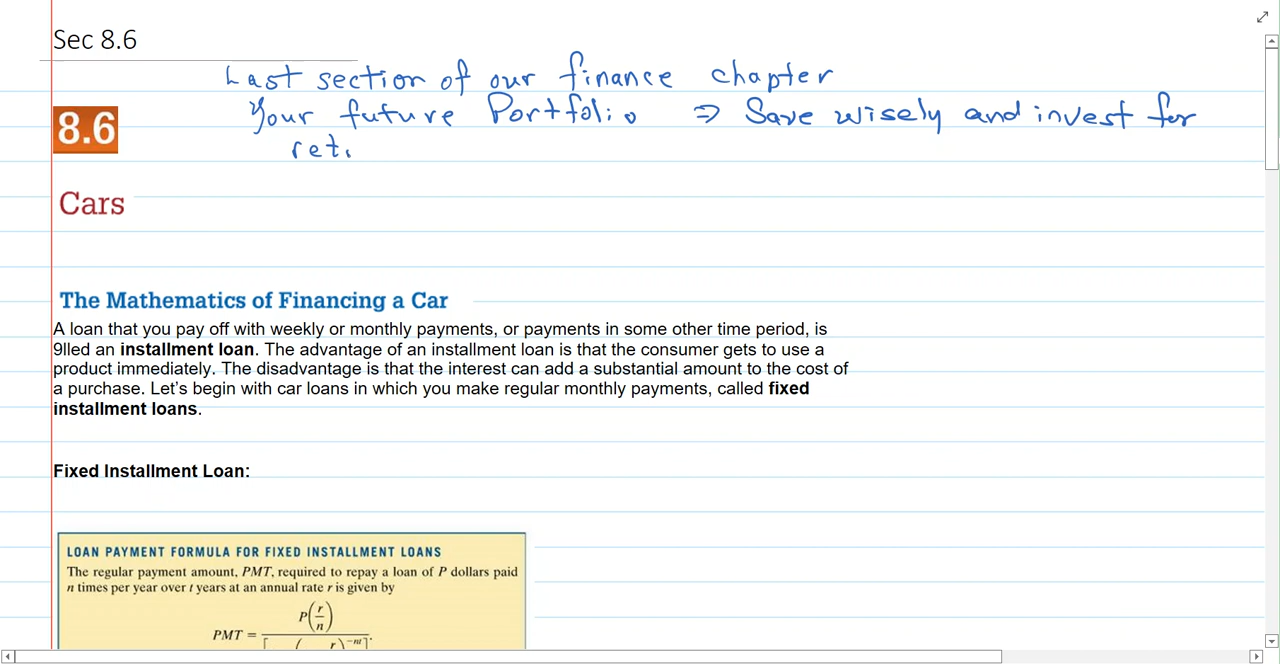 Sec 8.6
Last section of our finance chapter
Your future Portfolio ⇒ Save wisely and invest for
reti
8.6
Cars
The Mathematics of Financing a Car
A loan that you pay off with weekly or monthly payments, or payments in some other time period, is
9lled an installment loan. The advantage of an installment loan is that the consumer gets to use a
product immediately. The disadvantage is that the interest can add a substantial amount to the cost of
a purchase. Let's begin with car loans in which you make regular monthly payments, called fixed
installment loans.
Fixed Installment Loan:
LOAN PAYMENT FORMULA FOR FIXED INSTALLMENT LOANS
The regular payment amount, PMT, required to repay a loan of P dollars paid
n times per year over t years at an annual rate r is given by
P(r/n)
PMT =